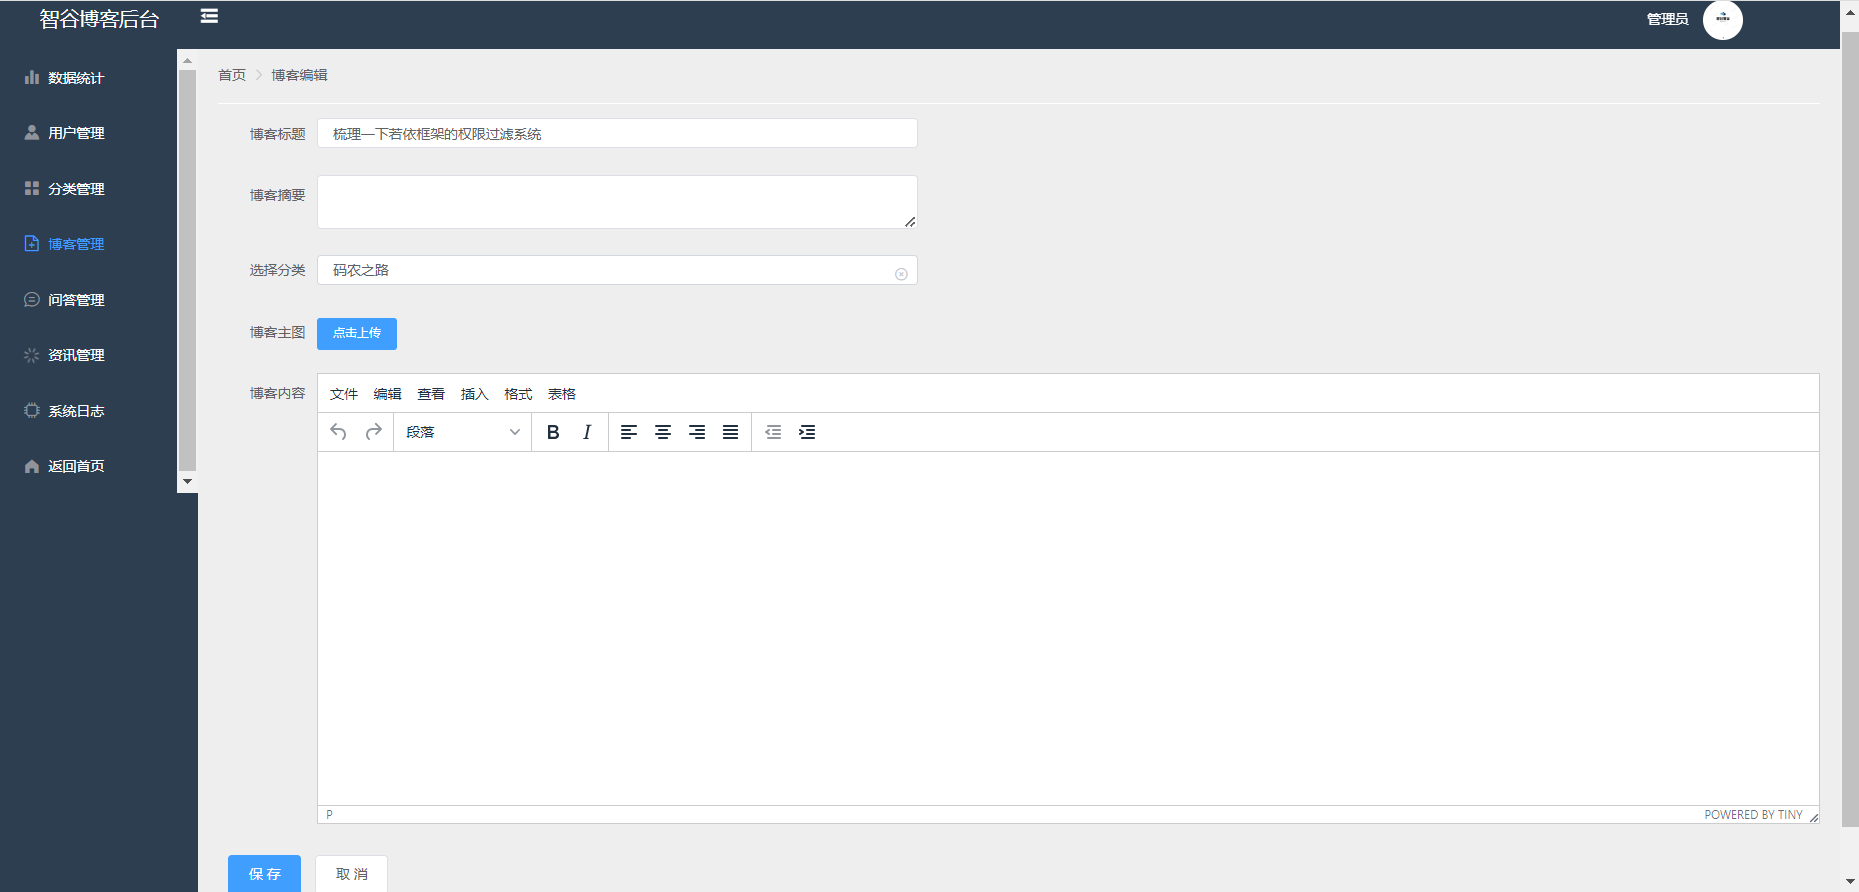 智谷博客后台
管理员
数据统计
用户管理
分类管理
博客管理
问答管理
资讯管理
系统日志
返回首页
首页 博客编辑
博客标题 梳理一下若依框架的权限过滤系统
博客摘要
选择分类 码农之路
博客主图 点击上传
博客内容 文件 编辑 查看 插入 格式 表格
段落 B I
P POWERED BY TINY
保存 取消